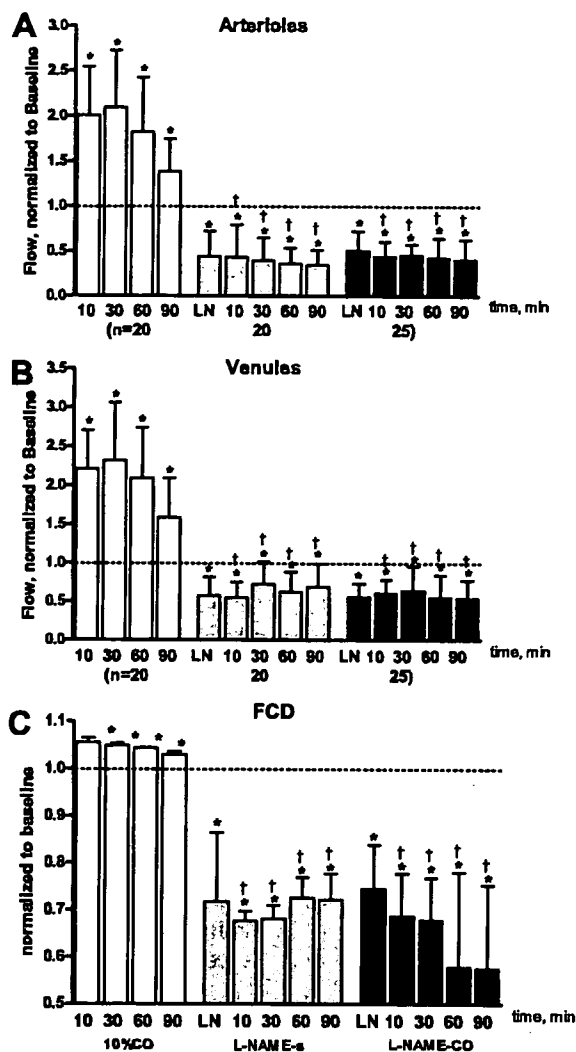 A
Arterioles
Flow, normalized to Baseline
3.0
2.5
2.0
1.5
1.0
0.5
0.0
* * * * * †* †* †* †* * †* †* †* †*
10 30 60 90 LN 10 30 60 90 LN 10 30 60 90 time, min
(n=20 20 25)
B
Venules
Flow, normalized to Baseline
3.5
3.0
2.5
2.0
1.5
1.0
0.5
0.0
* * * * * †* †* †* †* * †* †* †* †*
10 30 60 90 LN 10 30 60 90 LN 10 30 60 90 time, min
(n=20 20 25)
C
FCD
normalized to baseline
1.1
1.0
0.9
0.8
0.7
0.6
0.5
* * * * * †* †* †* †* * †* †* †* †*
10 30 60 90 LN 10 30 60 90 LN 10 30 60 90 time, min
10%CO L-NAME-s L-NAME-CO